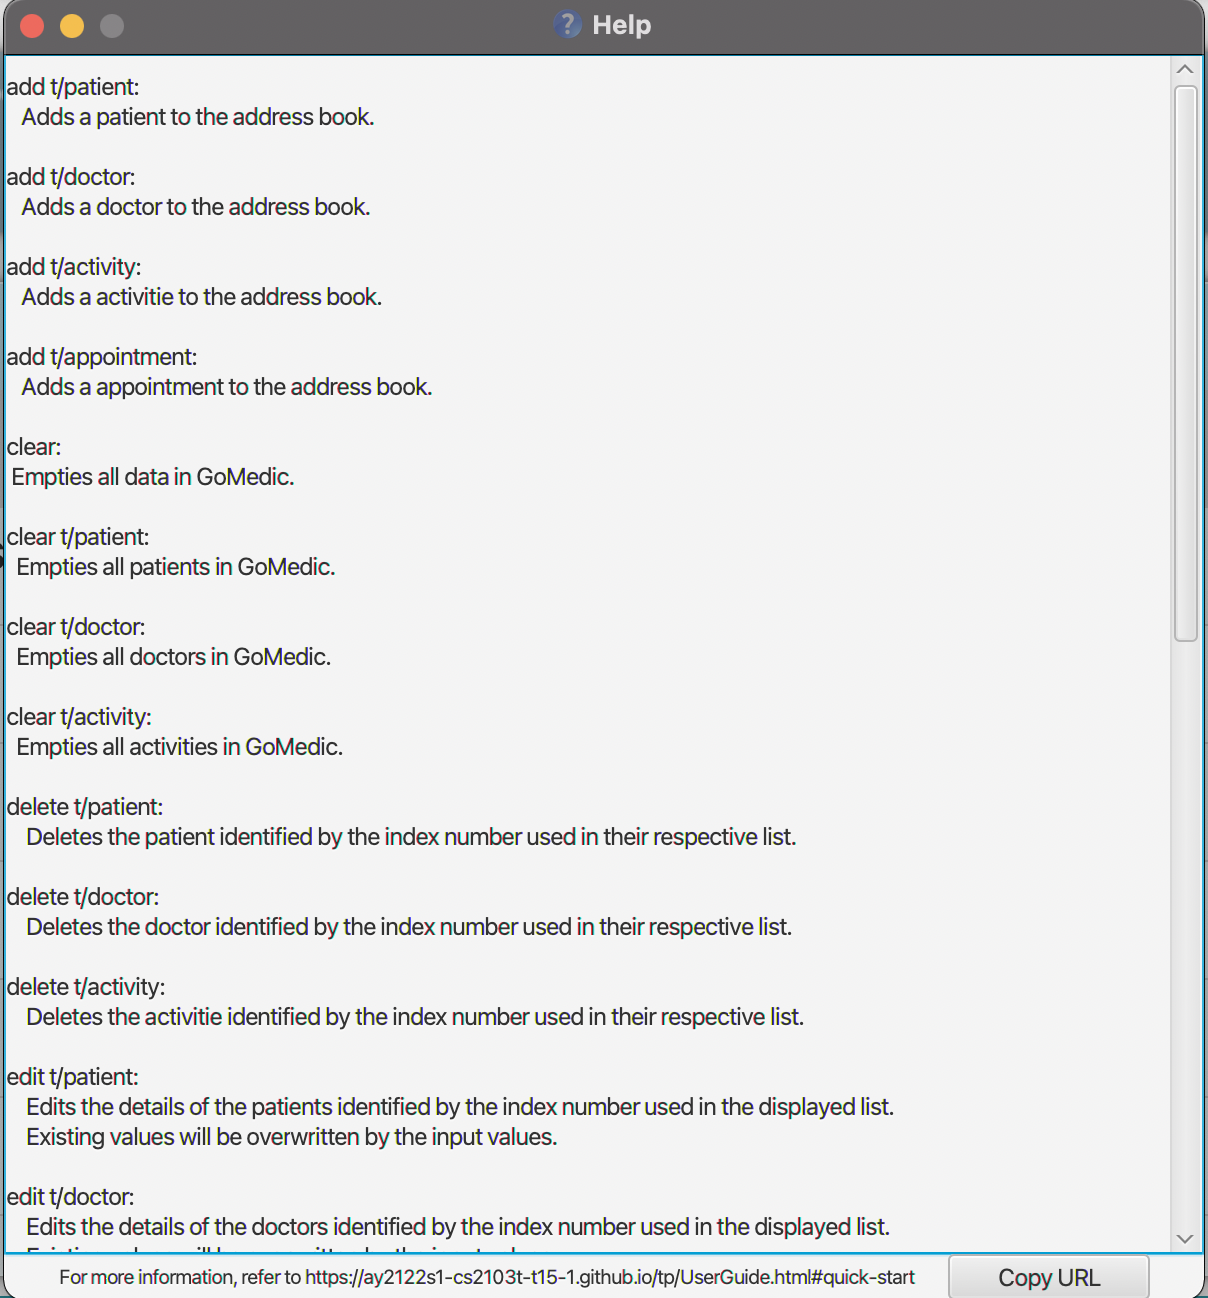 Help
add t/patient:
Adds a patient to the address book.
add t/doctor:
Adds a doctor to the address book.
add t/activity:
Adds a activitie to the address book.
add t/appointment:
Adds a appointment to the address book.
clear:
Empties all data in GoMedic.
clear t/patient:
Empties all patients in GoMedic.
clear t/doctor:
Empties all doctors in GoMedic.
clear t/activity:
Empties all activities in GoMedic.
delete t/patient:
Deletes the patient identified by the index number used in their respective list.
delete t/doctor:
Deletes the doctor identified by the index number used in their respective list.
delete t/activity:
Deletes the activitie identified by the index number used in their respective list.
edit t/patient:
Edits the details of the patients identified by the index number used in the displayed list.
Existing values will be overwritten by the input values.
edit t/doctor:
Edits the details of the doctors identified by the index number used in the displayed list.
For more information, refer to https://ay2122s1-cs2103t-t15-1.github.io/tp/UserGuide.html#quick-start
Copy URL